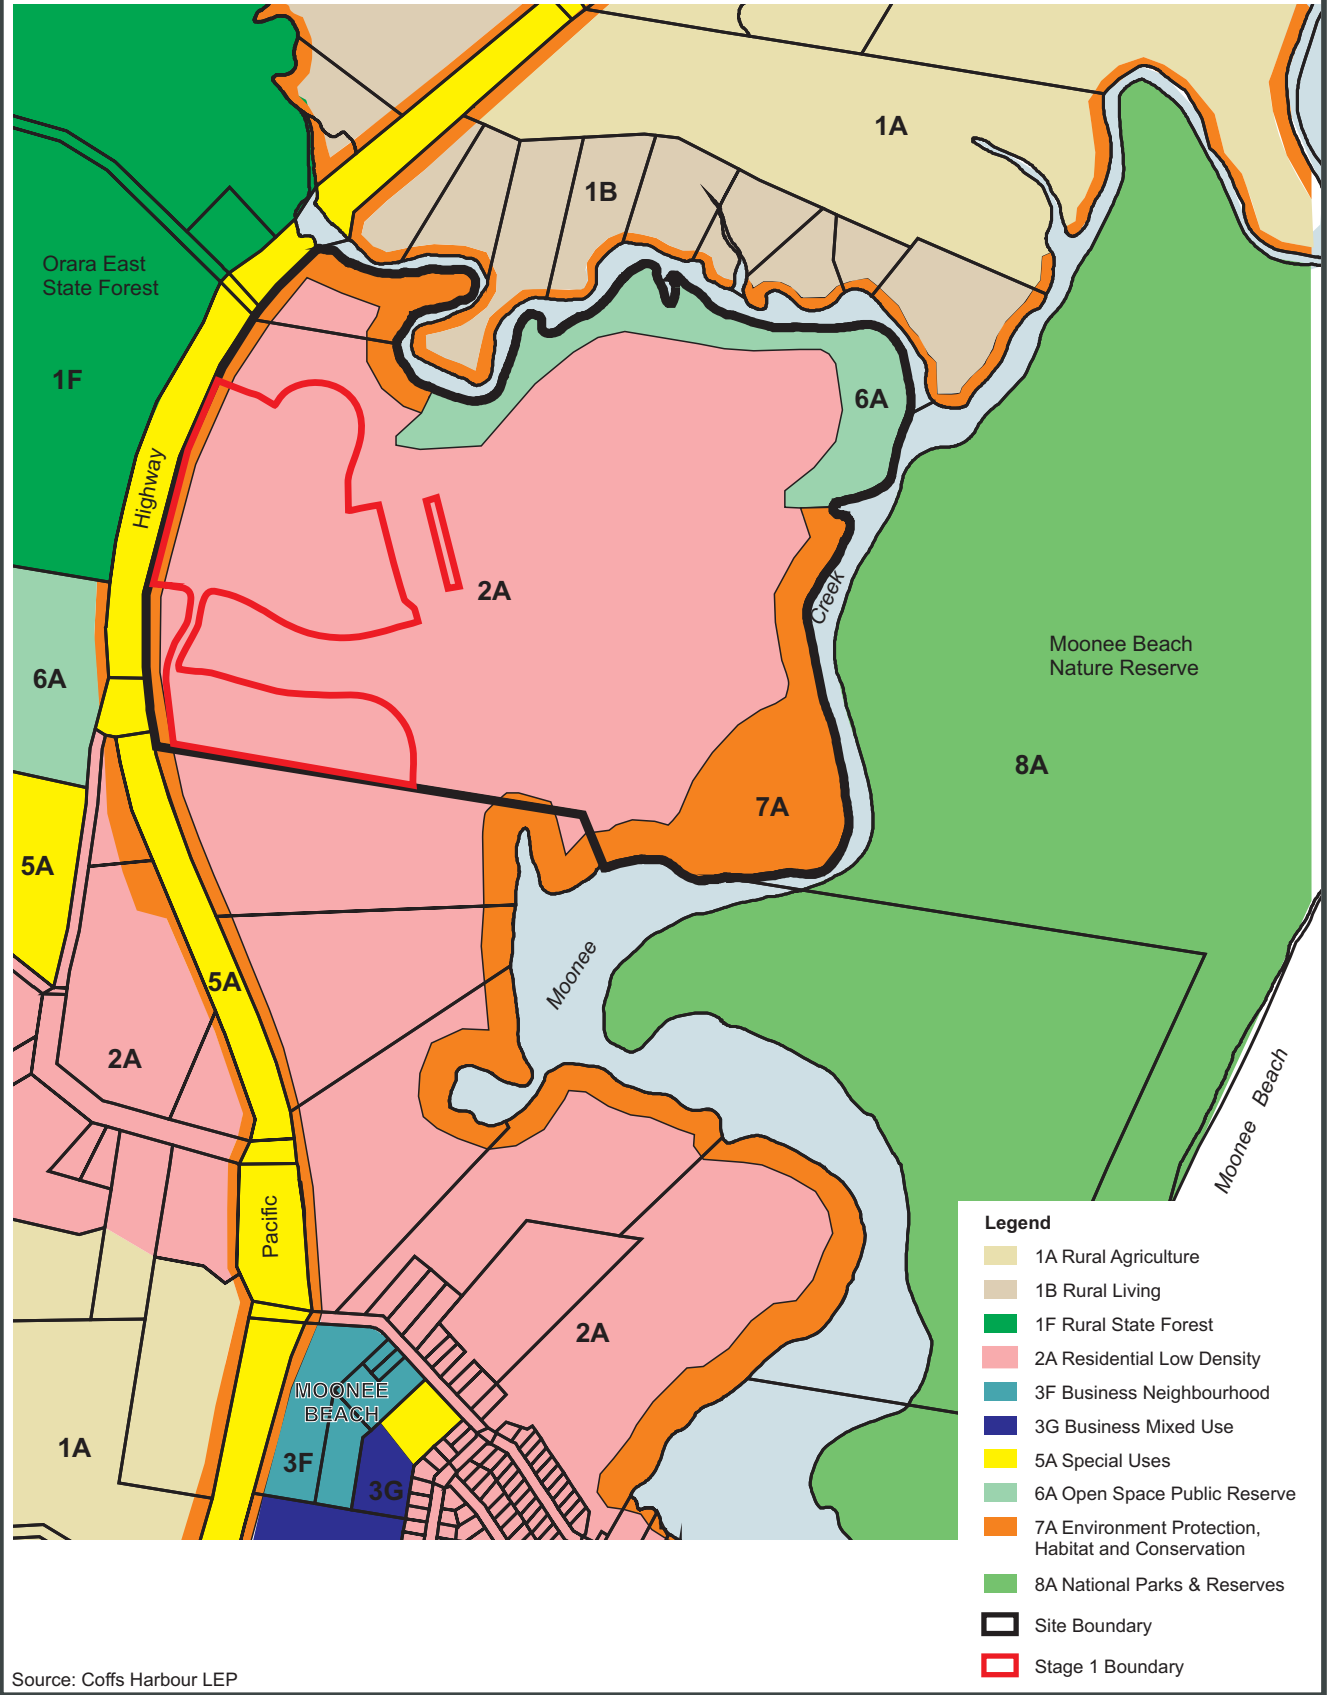 1A
1B
Orara East
State Forest
1F
6A
Highway
2A
Creek
Moonee Beach
Nature Reserve
6A
8A
7A
5A
5A
Moonee
2A
Moonee Beach
Pacific
2A
MOONEE
BEACH
1A
3F
3G
Legend
1A Rural Agriculture
1B Rural Living
1F Rural State Forest
2A Residential Low Density
3F Business Neighbourhood
3G Business Mixed Use
5A Special Uses
6A Open Space Public Reserve
7A Environment Protection,
Habitat and Conservation
8A National Parks & Reserves
Site Boundary
Stage 1 Boundary
Source: Coffs Harbour LEP